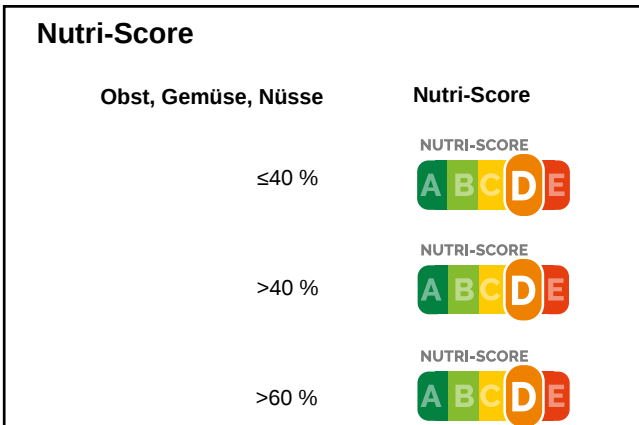 Nutri-Score
Obst, Gemüse, Nüsse Nutri-Score
NUTRI-SCORE
≤40 % A B C D E
NUTRI-SCORE
>40 % A B C D E
NUTRI-SCORE
>60 % A B C D E